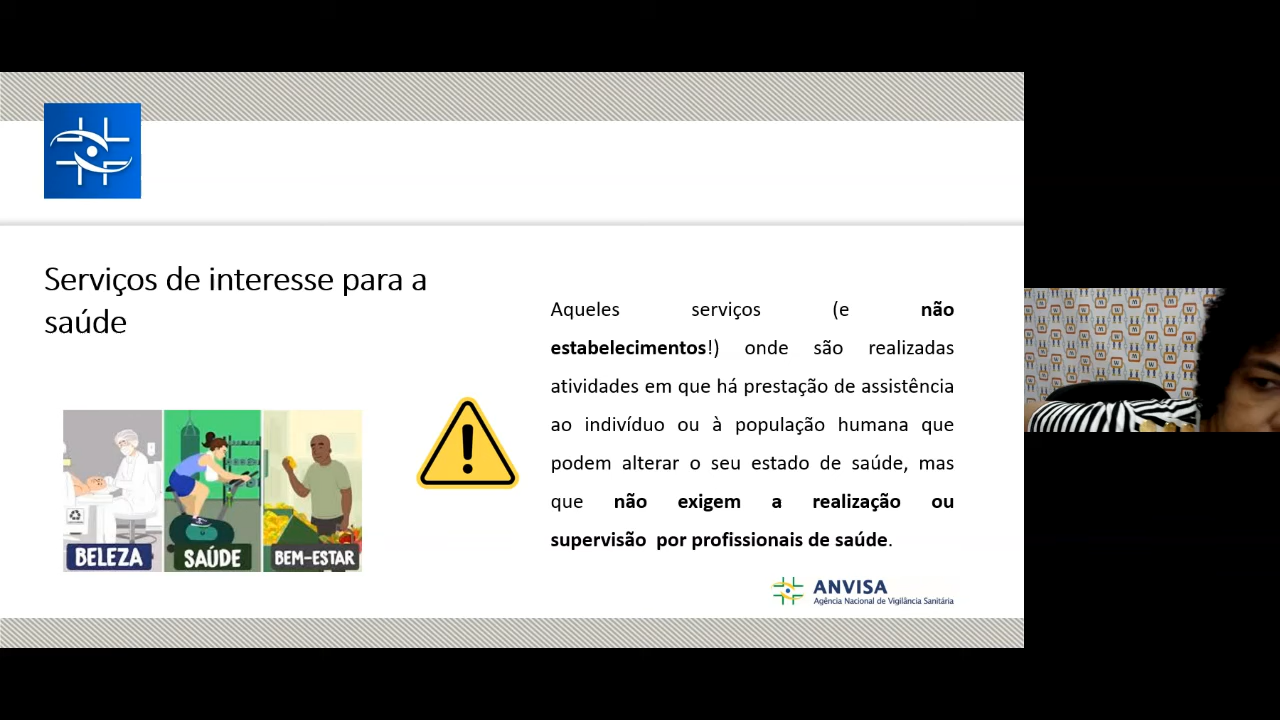 Serviços de interesse para a
saúde
Aqueles serviços (e não
estabelecimentos!) onde são realizadas
atividades em que há prestação de assistência
ao indivíduo ou à população humana que
podem alterar o seu estado de saúde, mas
que não exigem a realização ou
supervisão por profissionais de saúde.
BELEZA
SAÚDE
BEM-ESTAR
ANVISA
Agência Nacional de Vigilância Sanitária